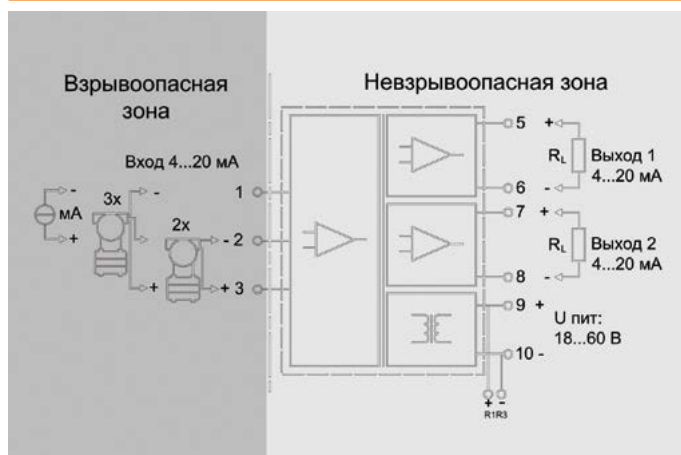 Взрывоопасная
зона
Невзрывоопасная зона
Вход 4...20 мА
-
мА
+
3x
-
+
2x
1
- 2
+ 3
5 +
RL
Выход 1
4...20 мА
6 -
7 +
RL
Выход 2
4...20 мА
8 -
9 +
U пит:
18...60 В
10 -
+ -
R1R3